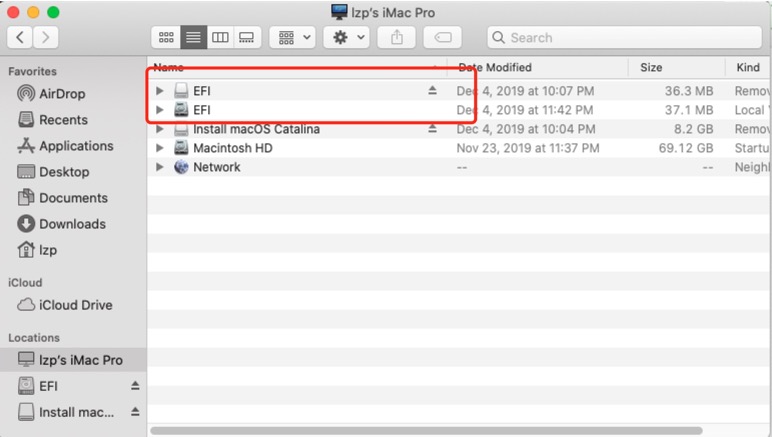 lzp's iMac Pro
Search
Name Date Modified Size Kind
Favorites
AirDrop
Recents
Applications
Desktop
Documents
Downloads
lzp
iCloud
iCloud Drive
Locations
lzp's iMac Pro
EFI
Install mac...
EFI Dec 4, 2019 at 10:07 PM 36.3 MB Remov
EFI Dec 4, 2019 at 11:42 PM 37.1 MB Local
Install macOS Catalina Dec 4, 2019 at 10:04 PM 8.2 GB Remov
Macintosh HD Nov 23, 2019 at 11:37 PM 69.12 GB Startu
Network -- -- Neigh